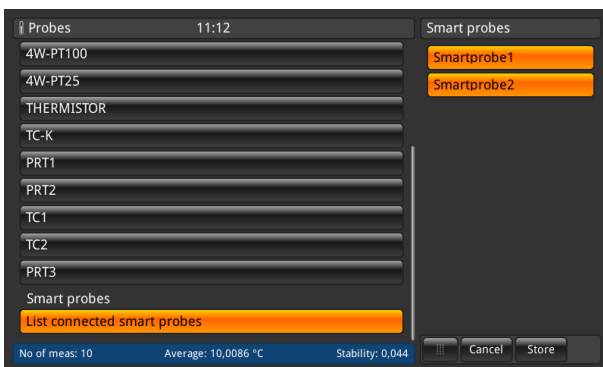 Probes 11:12
4W-PT100
4W-PT25
THERMISTOR
TC-K
PRT1
PRT2
TC1
TC2
PRT3
Smart probes
List connected smart probes
No of meas: 10 Average: 10,0086 °C Stability: 0,044
Smart probes
Smartprobe1
Smartprobe2
Cancel Store